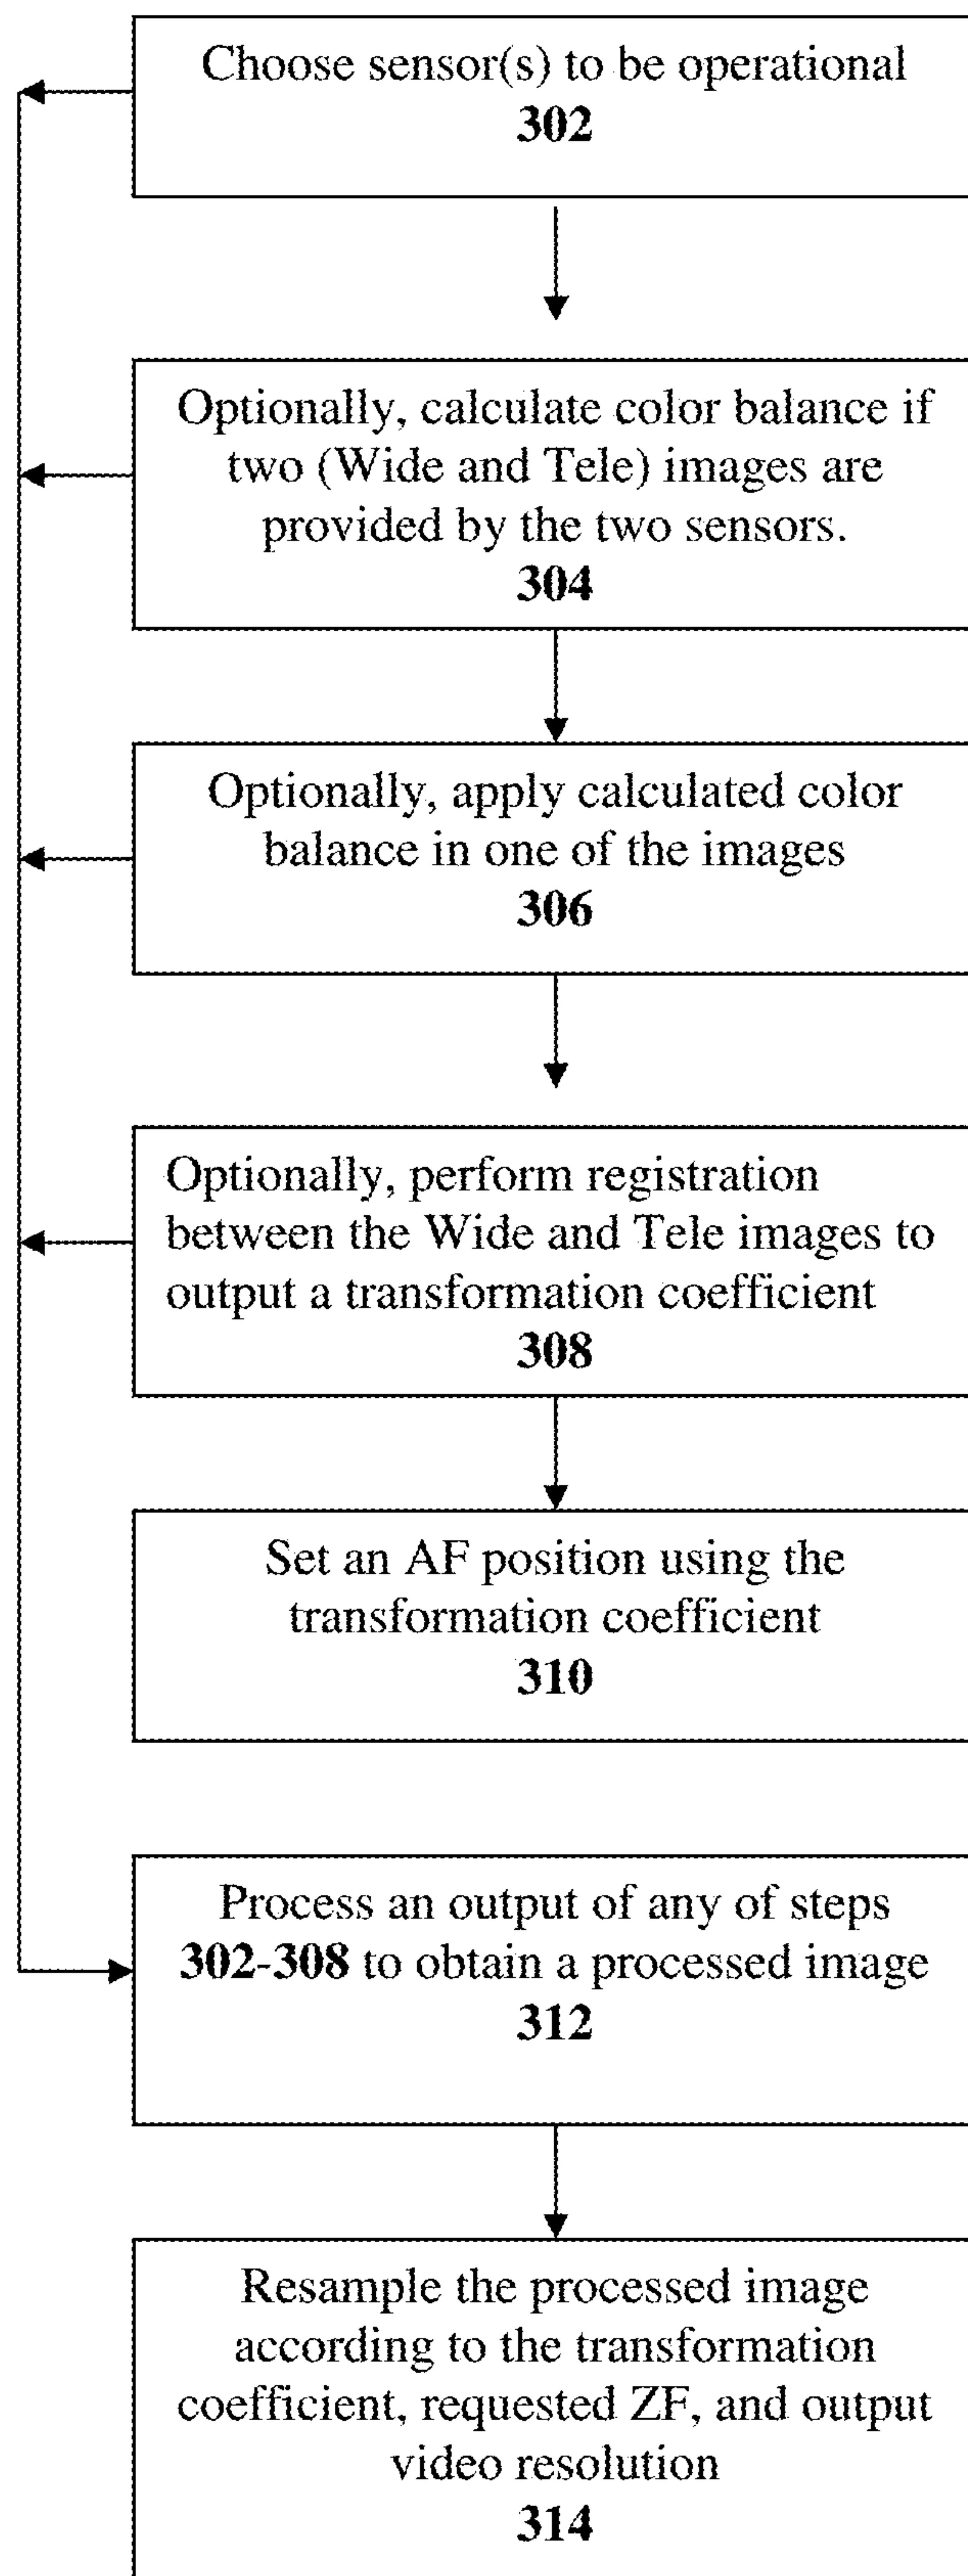 Choose sensor(s) to be operational
302
Optionally, calculate color balance if
two (Wide and Tele) images are
provided by the two sensors.
304
Optionally, apply calculated color
balance in one of the images
306
Optionally, perform registration
between the Wide and Tele images to
output a transformation coefficient
308
Set an AF position using the
transformation coefficient
310
Process an output of any of steps
302-308 to obtain a processed image
312
Resample the processed image
according to the transformation
coefficient, requested ZF, and output
video resolution
314